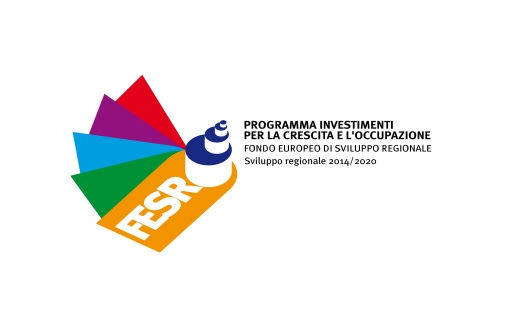 PROGRAMMA INVESTIMENTI
PER LA CRESCITA E L'OCCUPAZIONE
FONDO EUROPEO DI SVILUPPO REGIONALE
Sviluppo regionale 2014/2020
FESR